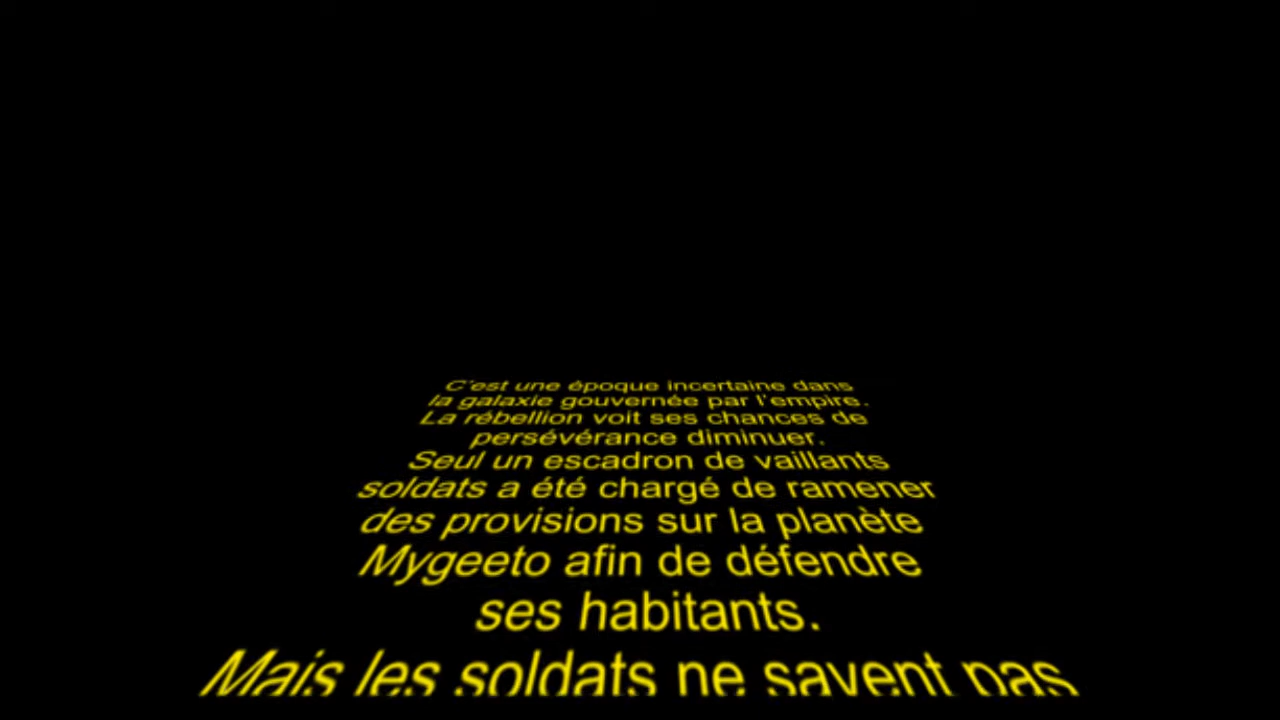 C'est une époque incertaine dans
la galaxie gouvernée par l'empire.
La rébellion voit ses chances de
persévérance diminuer.
Seul un escadron de vaillants
soldats a été chargé de ramener
des provisions sur la planète
Mygeeto afin de défendre
ses habitants.
Mais les soldats ne savent pas